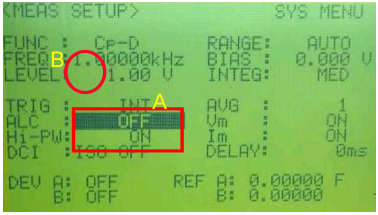 <MEAS SETUP> SYS MENU
FUNC : Cp-D RANGE: AUTO
FREQ: 1.00000kHz BIAS : 0.000 V
LEVEL: 1.00 V INTEG: MED
B
TRIG : INT AVG : 1
A
ALC : OFF Vm : ON
Hi-PW: ON Im : ON
DCI : ISO OFF DELAY: 0ms
DEV A: OFF REF A: 0.00000 F
B: OFF B: 0.00000